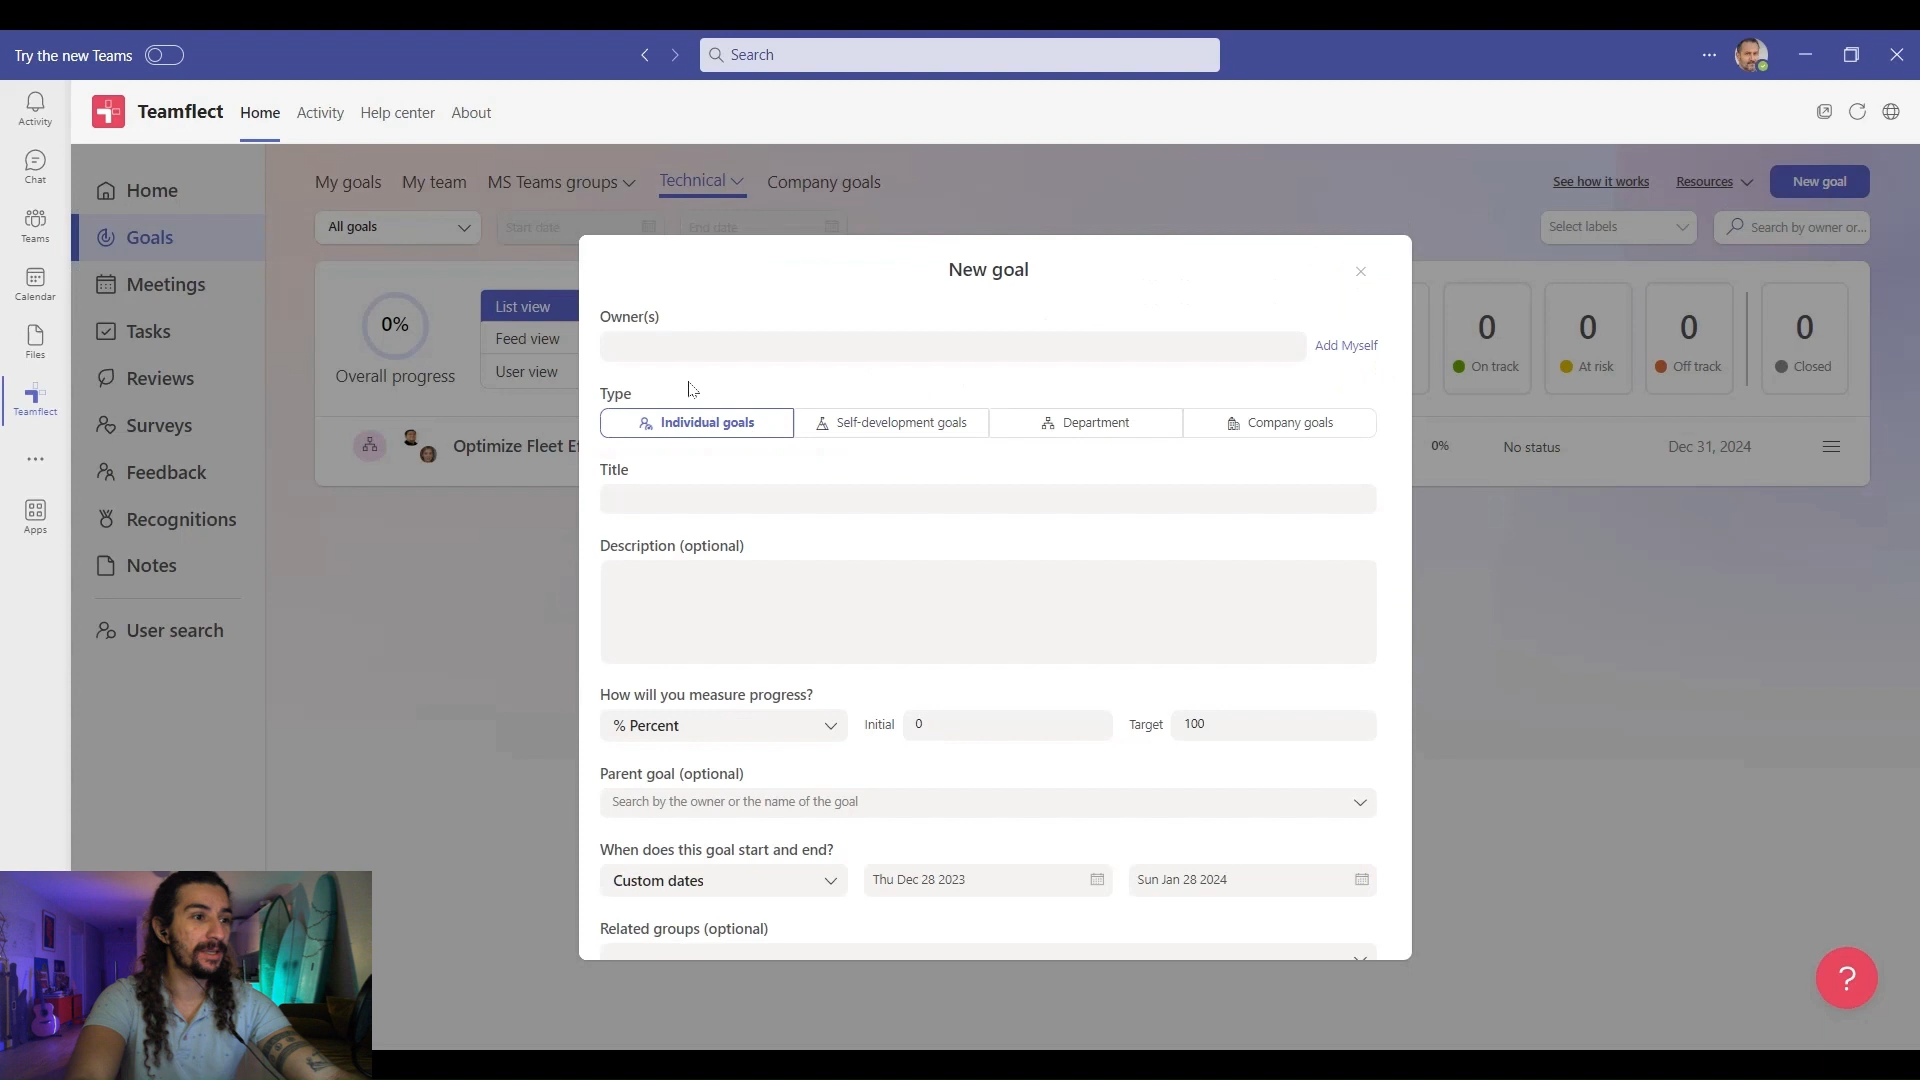 Try the new Teams
Search
Activity
Chat
Teams
Calendar
Files
Teamflect
Apps
Teamflect
Home
Activity
Help center
About
Home
Goals
Meetings
Tasks
Reviews
Surveys
Feedback
Recognitions
Notes
User search
My goals
My team
MS Teams groups
Technical
Company goals
See how it works
Resources
New goal
All goals
Start date
End date
Select labels
Search by owner or...
0%
Overall progress
List view
Feed view
User view
0
On track
0
At risk
0
Off track
0
Closed
Optimize Fleet
0%
No status
Dec 31, 2024
New goal
Owner(s)
Add Myself
Type
Individual goals
Self-development goals
Department
Company goals
Title
Description (optional)
How will you measure progress?
% Percent
Initial
0
Target
100
Parent goal (optional)
Search by the owner or the name of the goal
When does this goal start and end?
Custom dates
Thu Dec 28 2023
Sun Jan 28 2024
Related groups (optional)
?